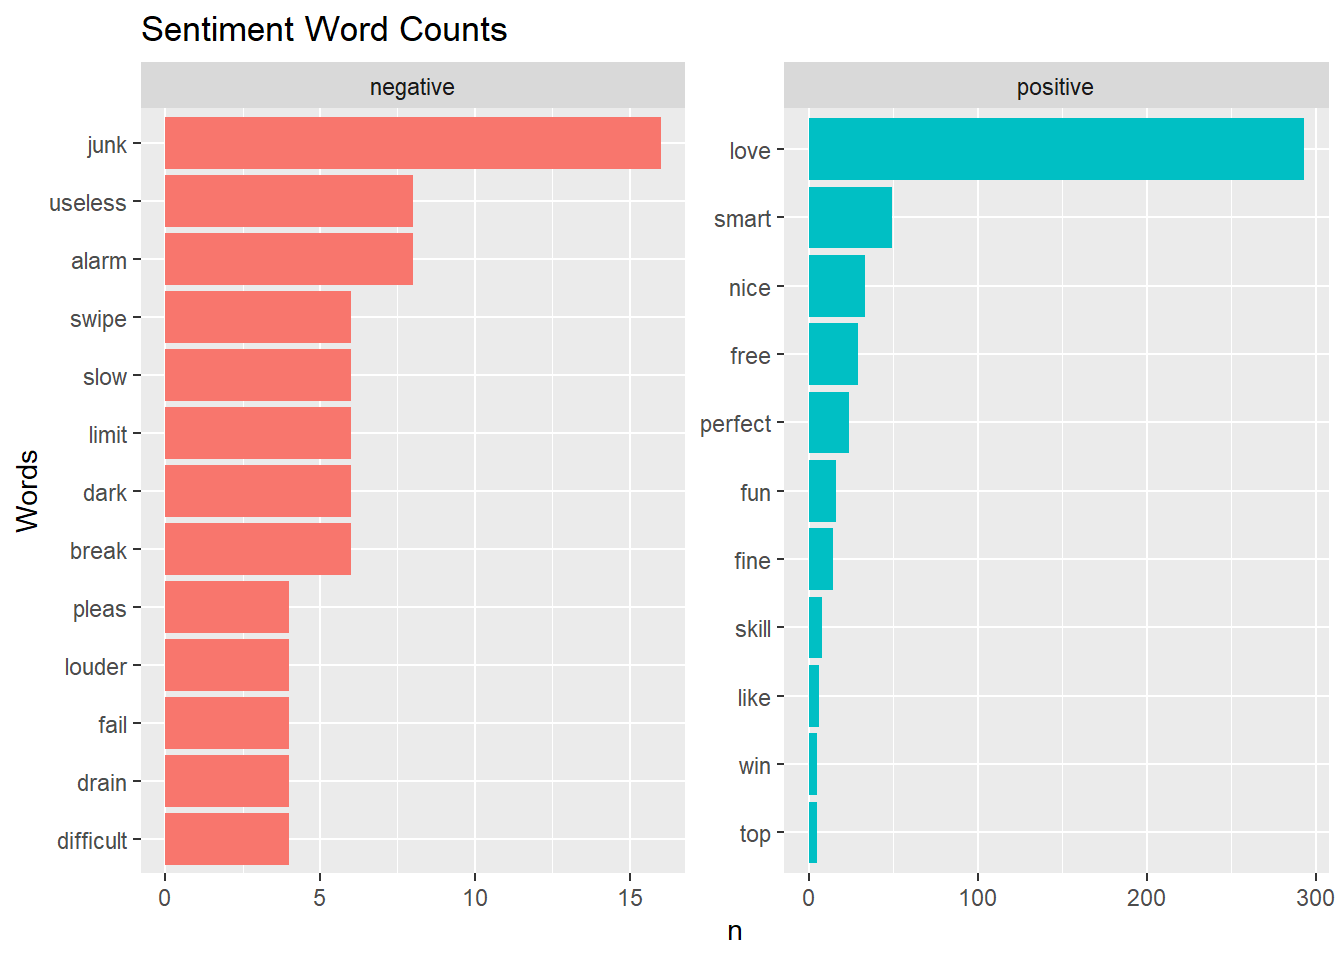 Sentiment Word Counts
negative
positive
Words
junk
useless
alarm
swipe
slow
limit
dark
break
pleas
louder
fail
drain
difficult
0 5 10 15
love
smart
nice
free
perfect
fun
fine
skill
like
win
top
0 100 200 300
n